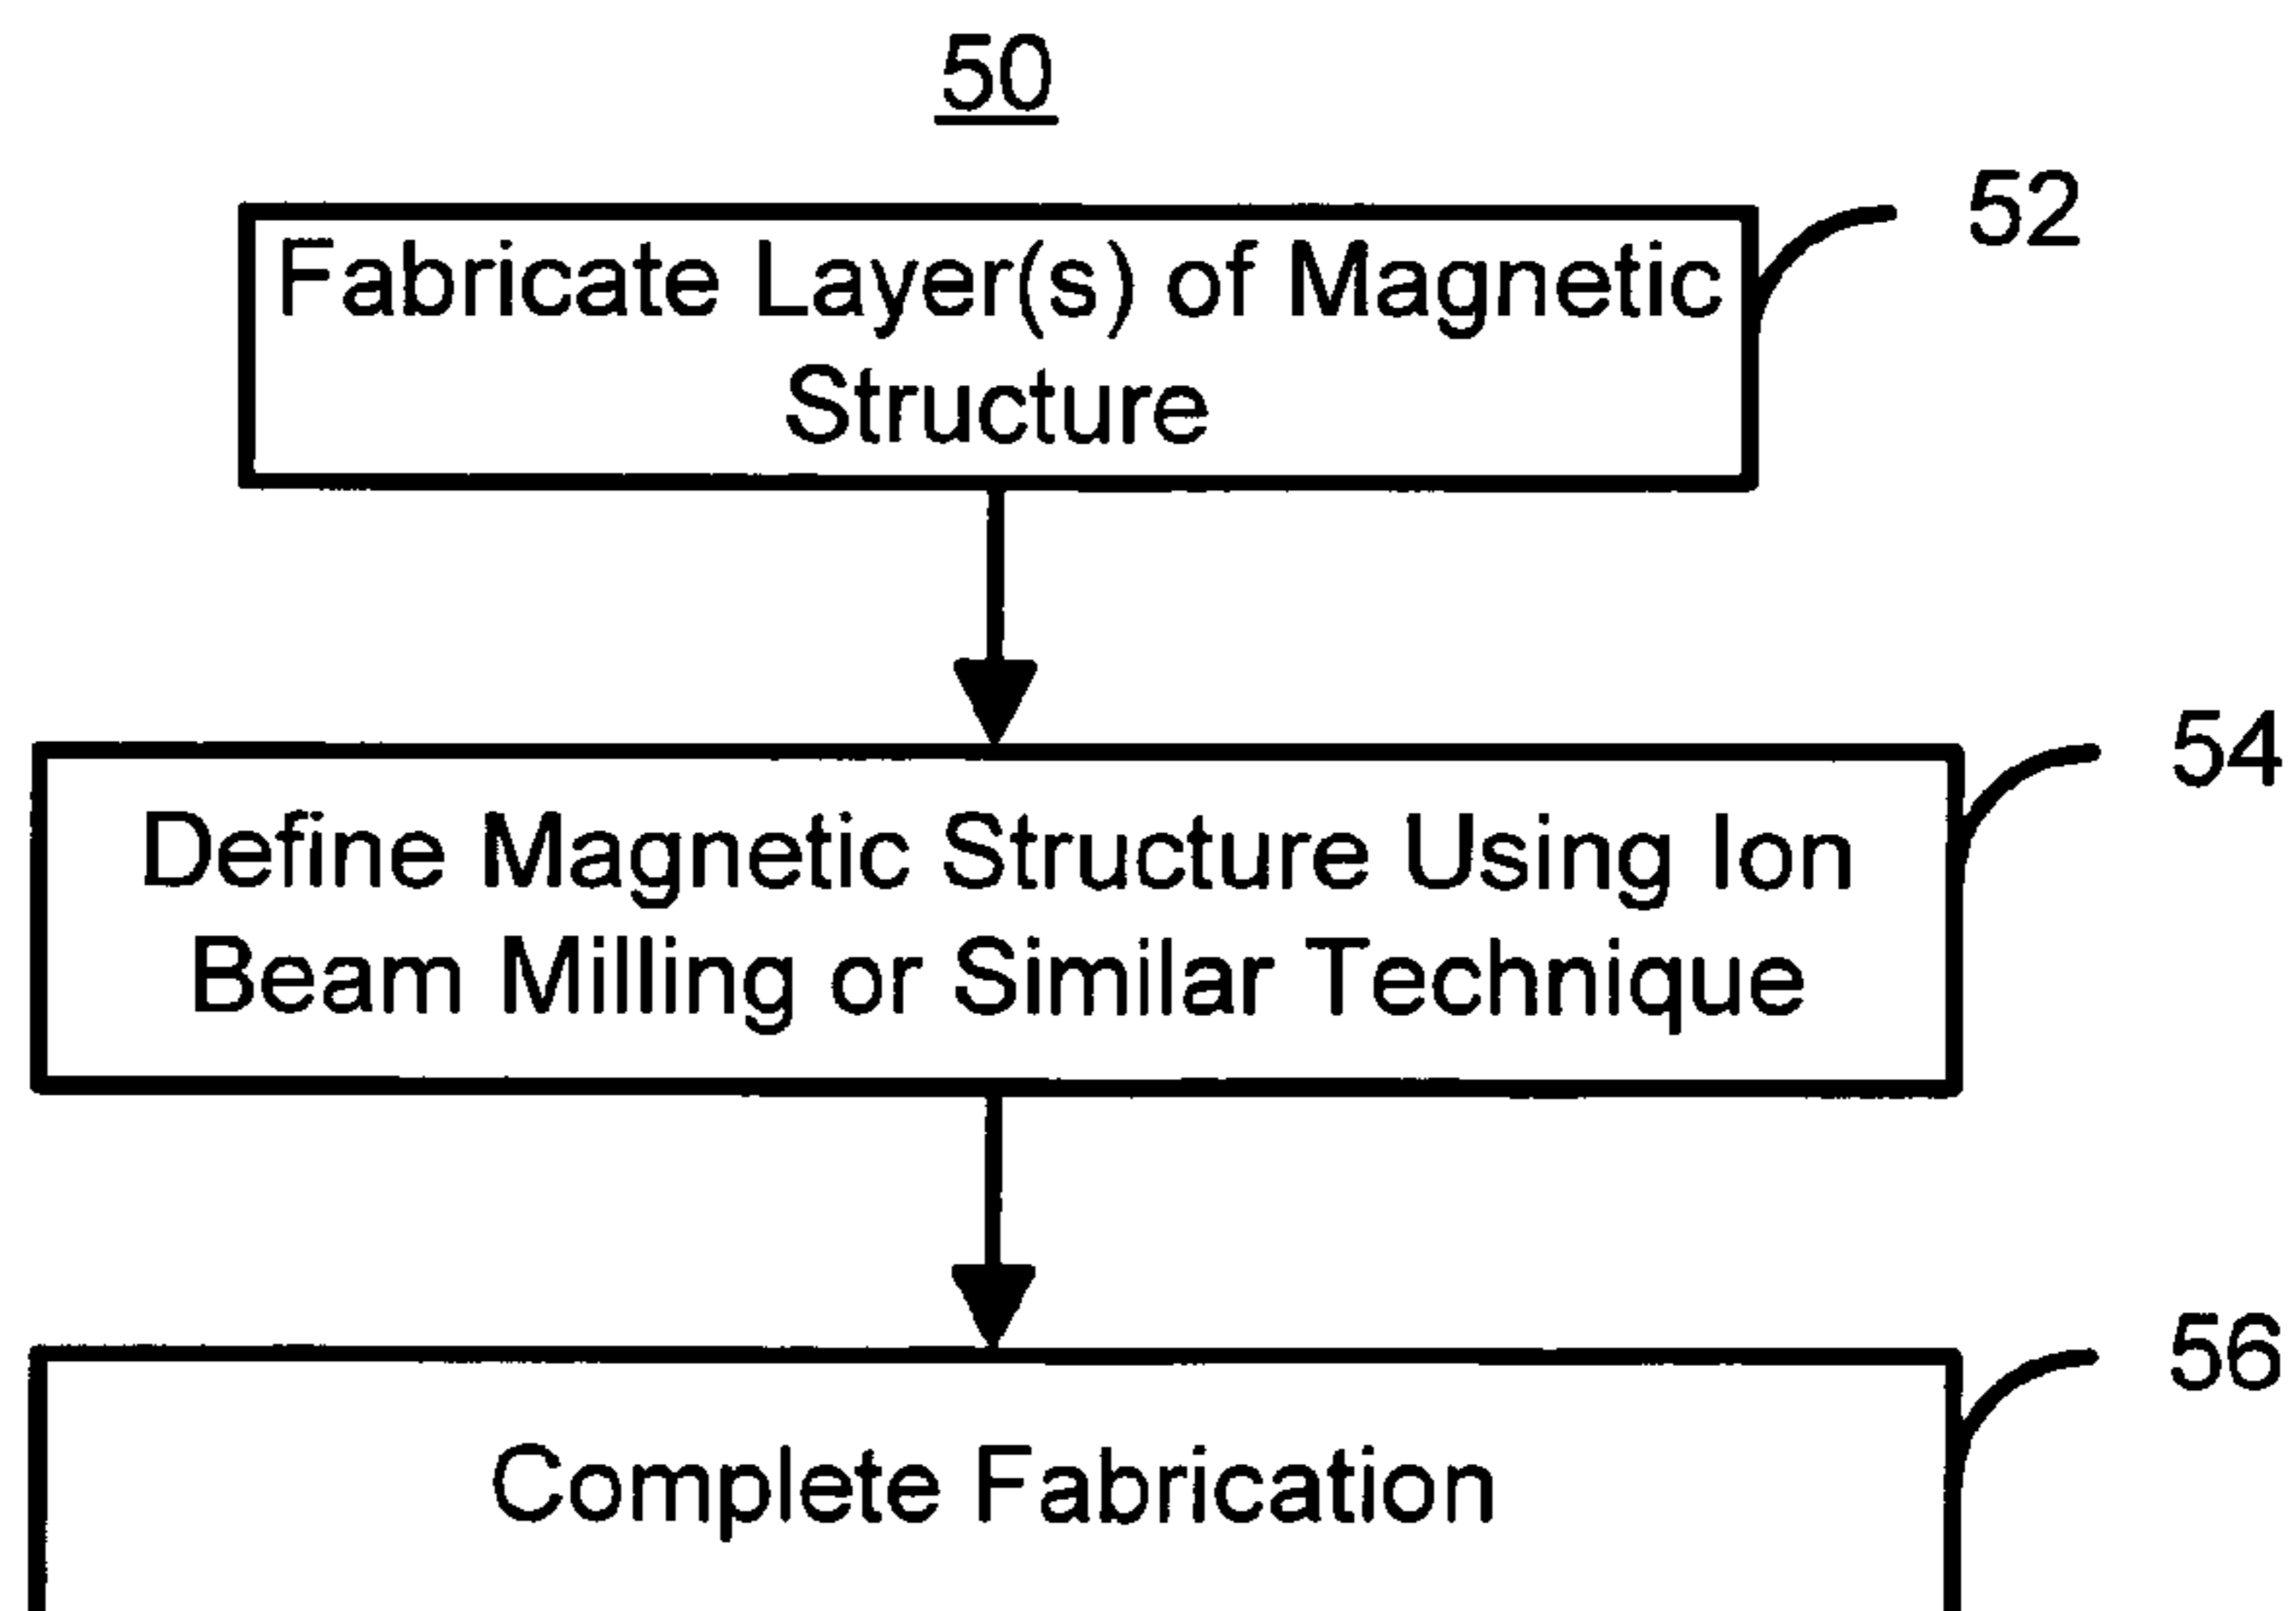 50
52
Fabricate Layer(s) of Magnetic
Structure
54
Define Magnetic Structure Using Ion
Beam Milling or Similar Technique
56
Complete Fabrication